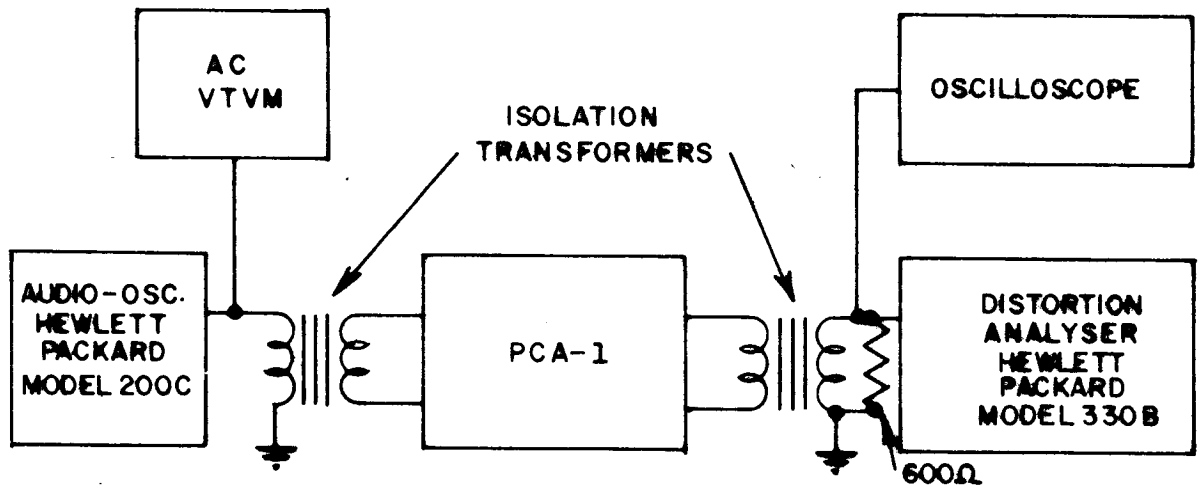 AC
VTVM
ISOLATION
TRANSFORMERS
OSCILLOSCOPE
AUDIO-OSC.
HEWLETT
PACKARD
MODEL 200C
PCA-1
DISTORTION
ANALYSER
HEWLETT
PACKARD
MODEL 330B
600Ω